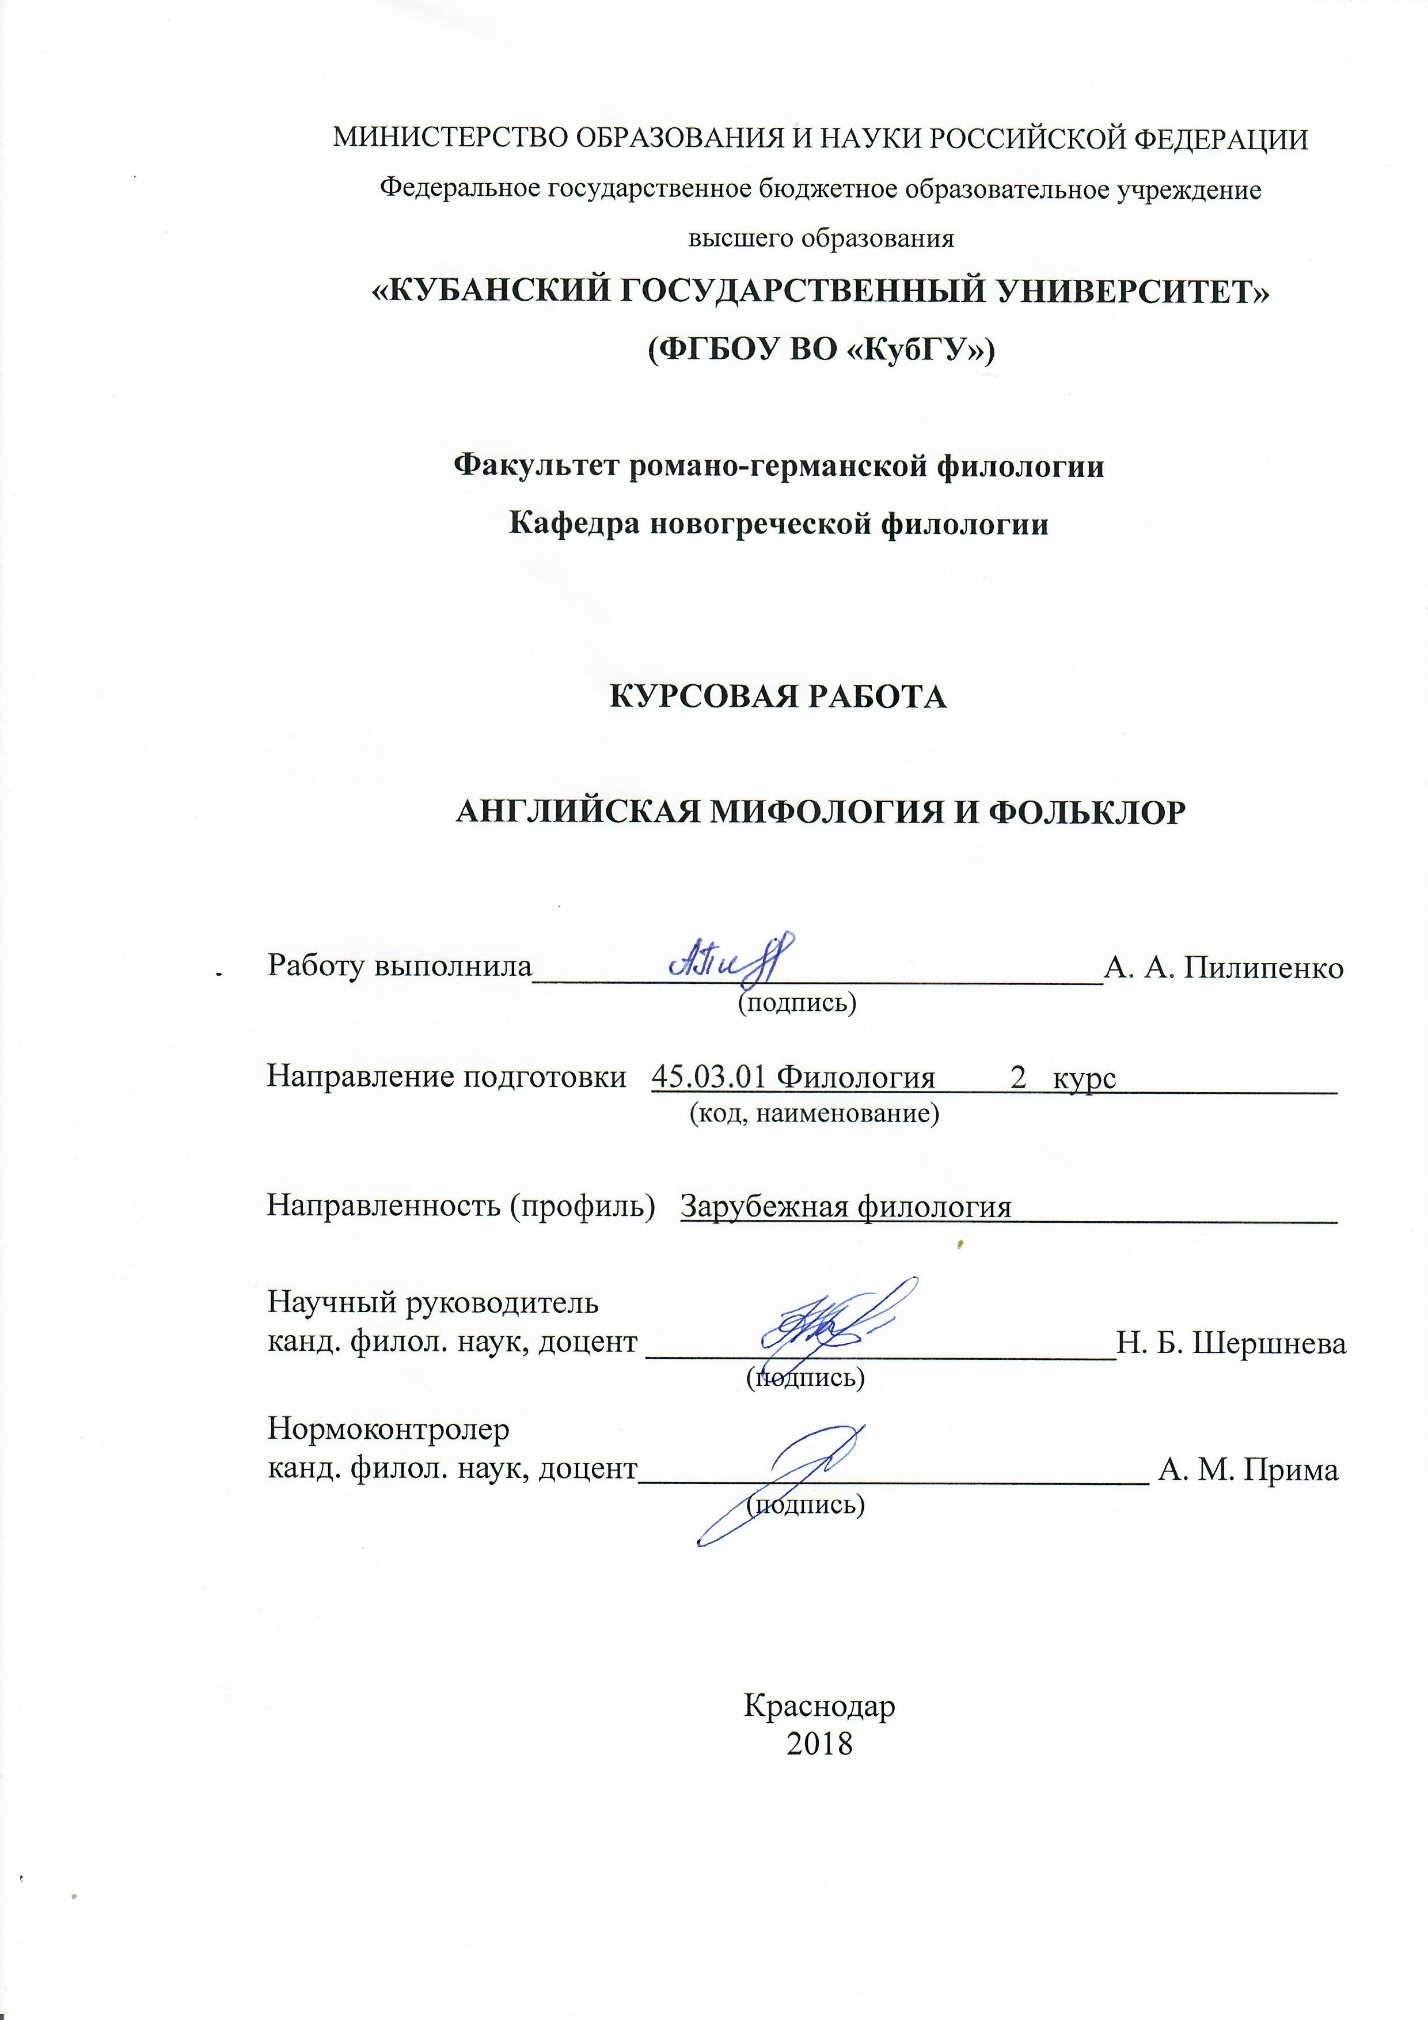 МИНИСТЕРСТВО ОБРАЗОВАНИЯ И НАУКИ РОССИЙСКОЙ ФЕДЕРАЦИИ
Федеральное государственное бюджетное образовательное учреждение
высшего образования
«КУБАНСКИЙ ГОСУДАРСТВЕННЫЙ УНИВЕРСИТЕТ»
(ФГБОУ ВО «КубГУ»)
Факультет романо-германской филологии
Кафедра новогреческой филологии
КУРСОВАЯ РАБОТА
АНГЛИЙСКАЯ МИФОЛОГИЯ И ФОЛЬКЛОР
Работу выполнила А. А. Пилипенко
(подпись)
Направление подготовки 45.03.01 Филология 2 курс
(код, наименование)
Направленность (профиль) Зарубежная филология
Научный руководитель
канд. филол. наук, доцент Н. Б. Шершнева
(подпись)
Нормоконтролер
канд. филол. наук, доцент А. М. Прима
(подпись)
Краснодар
2018